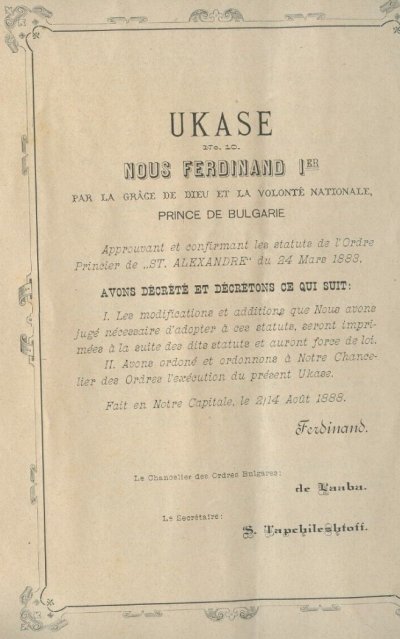 UKASE
No. 10.
NOUS FERDINAND IER
PAR LA GRÂCE DE DIEU ET LA VOLONTÉ NATIONALE,
PRINCE DE BULGARIE
Approuvant et confirmant les statuts de l'Ordre
Princier de „ST. ALEXANDRE" du 24 Mars 1883.
AVONS DÉCRÉTÉ ET DÉCRETONS CE QUI SUIT:
I. Les modifications et additions que Nous avons
jugé nécessaire d'adopter à ces statuts, seront impri-
mées à la suite des dits statuts et auront force de loi.
II. Avons ordoné et ordonnons à Notre Chance-
lier des Ordres l'exécution du présent Ukase.
Fait en Notre Capitale, le 2/14 Août 1888.
Ferdinand.
Le Chancelier des Ordres Bulgares:
de Laaba.
Le Secrétaire:
S. Tapchileshtoff.